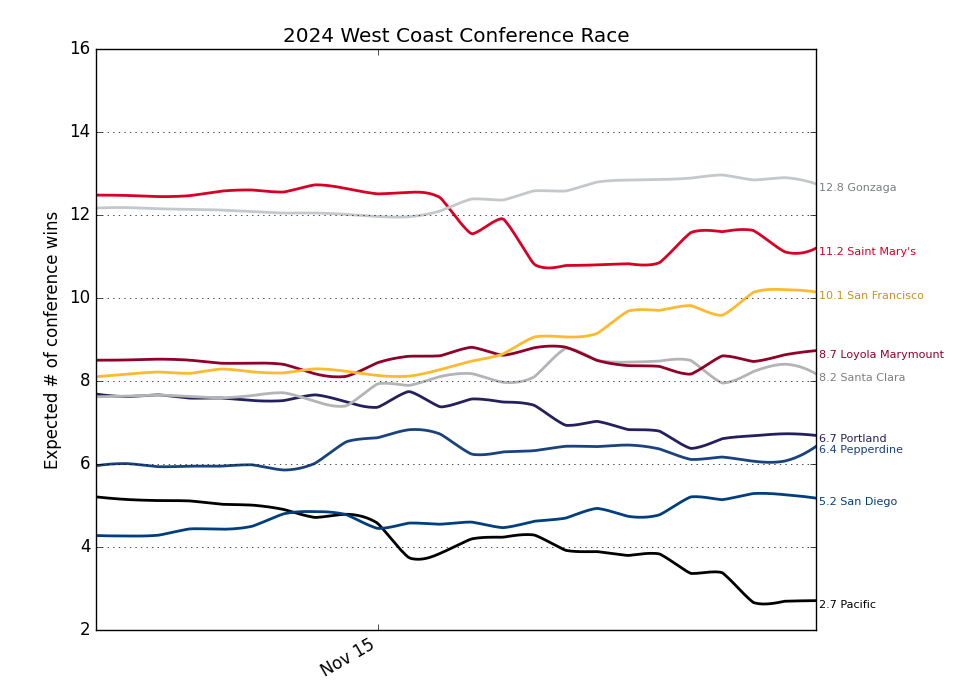 2024 West Coast Conference Race
Expected # of conference wins
16
14
12
10
8
6
4
2
Nov 15
12.8 Gonzaga
11.2 Saint Mary's
10.1 San Francisco
8.7 Loyola Marymount
8.2 Santa Clara
6.7 Portland
6.4 Pepperdine
5.2 San Diego
2.7 Pacific